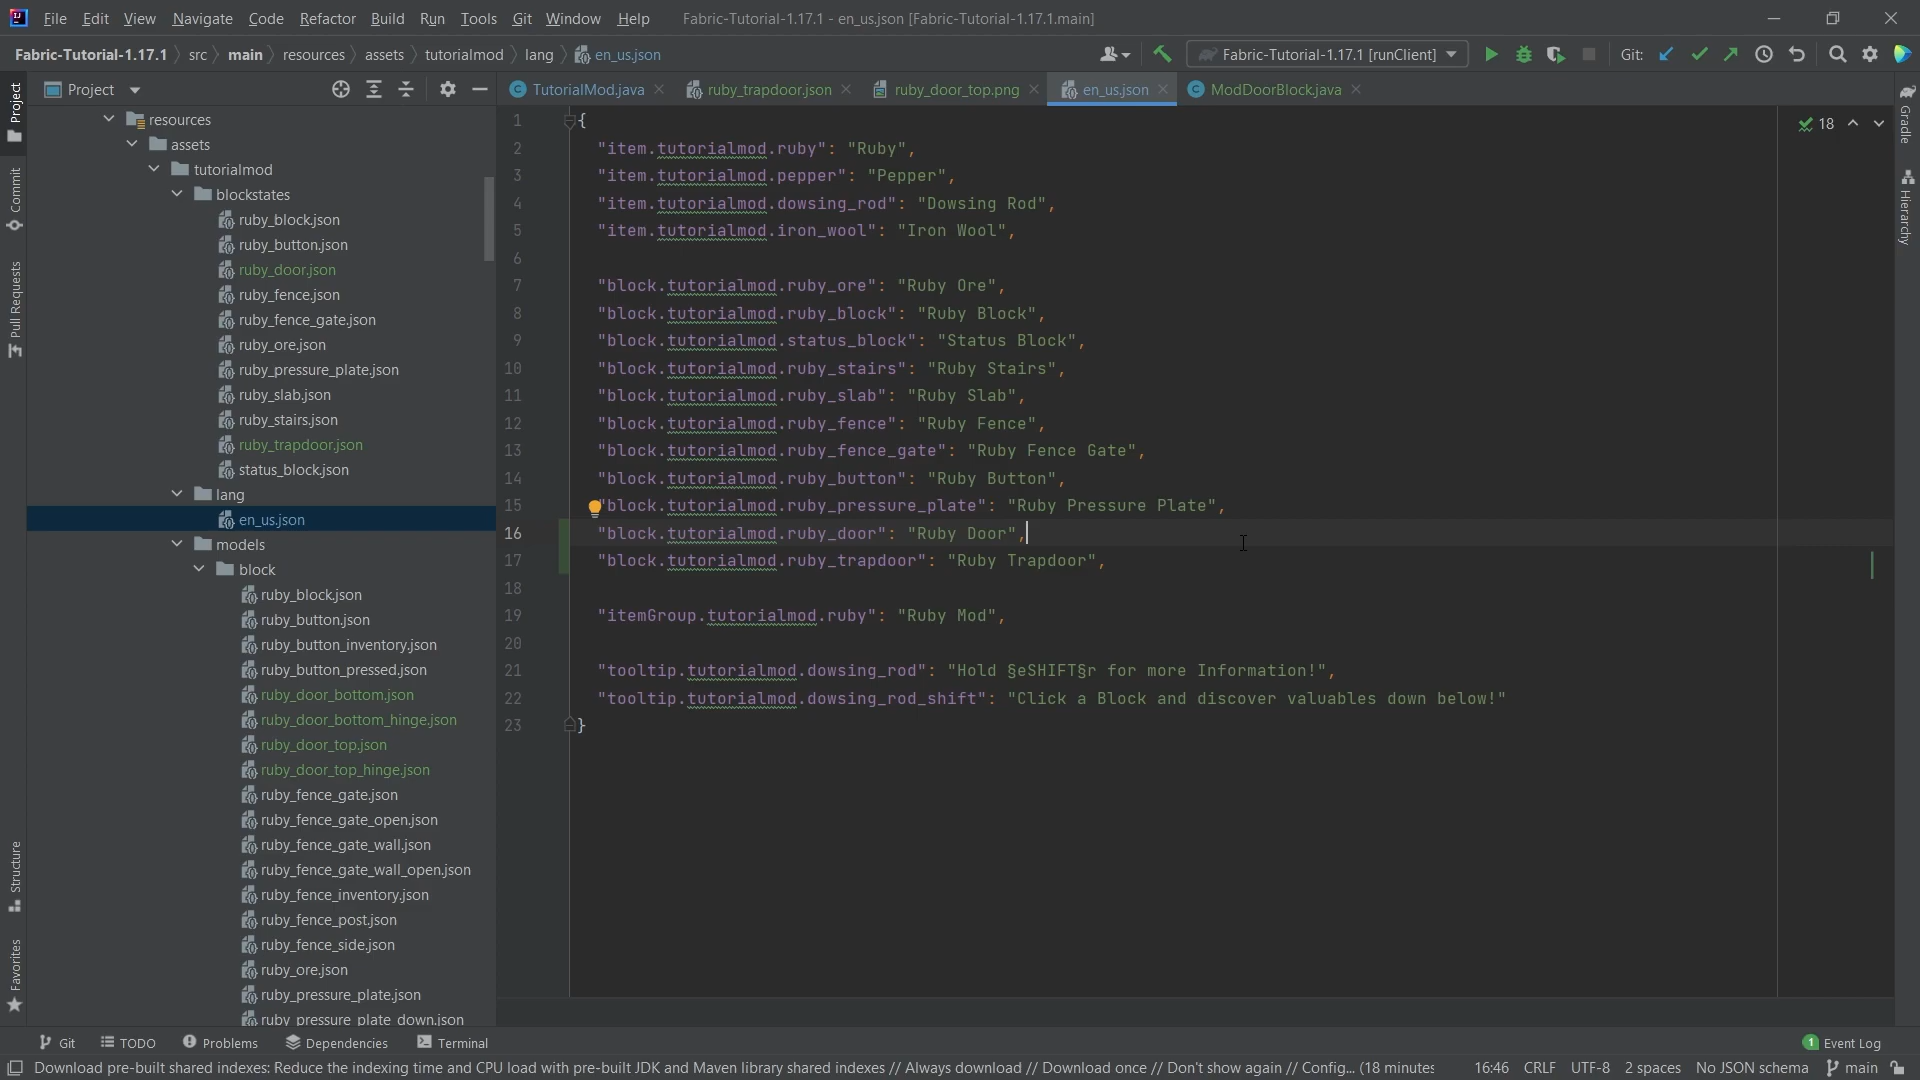 File Edit View Navigate Code Refactor Build Run Tools Git Window Help Fabric-Tutorial-1.17.1 - en_us.json [Fabric-Tutorial-1.17.1.main]
Fabric-Tutorial-1.17.1 src main resources assets tutorialmod lang en_us.json Fabric-Tutorial-1.17.1 [runClient] Git:
Project TutorialMod.java ruby_trapdoor.json ruby_door_top.png en_us.json ModDoorBlock.java
Project
Commit
Pull Requests
Structure
Favorites
resources
assets
tutorialmod
blockstates
ruby_block.json
ruby_button.json
ruby_door.json
ruby_fence.json
ruby_fence_gate.json
ruby_ore.json
ruby_pressure_plate.json
ruby_slab.json
ruby_stairs.json
ruby_trapdoor.json
status_block.json
lang
en_us.json
models
block
ruby_block.json
ruby_button.json
ruby_button_inventory.json
ruby_button_pressed.json
ruby_door_bottom.json
ruby_door_bottom_hinge.json
ruby_door_top.json
ruby_door_top_hinge.json
ruby_fence_gate.json
ruby_fence_gate_open.json
ruby_fence_gate_wall.json
ruby_fence_gate_wall_open.json
ruby_fence_inventory.json
ruby_fence_post.json
ruby_fence_side.json
ruby_ore.json
ruby_pressure_plate.json
ruby_pressure_plate_down.json
1 {
2 "item.tutorialmod.ruby": "Ruby",
3 "item.tutorialmod.pepper": "Pepper",
4 "item.tutorialmod.dowsing_rod": "Dowsing Rod",
5 "item.tutorialmod.iron_wool": "Iron Wool",
6
7 "block.tutorialmod.ruby_ore": "Ruby Ore",
8 "block.tutorialmod.ruby_block": "Ruby Block",
9 "block.tutorialmod.status_block": "Status Block",
10 "block.tutorialmod.ruby_stairs": "Ruby Stairs",
11 "block.tutorialmod.ruby_slab": "Ruby Slab",
12 "block.tutorialmod.ruby_fence": "Ruby Fence",
13 "block.tutorialmod.ruby_fence_gate": "Ruby Fence Gate",
14 "block.tutorialmod.ruby_button": "Ruby Button",
15 "block.tutorialmod.ruby_pressure_plate": "Ruby Pressure Plate",
16 "block.tutorialmod.ruby_door": "Ruby Door",
17 "block.tutorialmod.ruby_trapdoor": "Ruby Trapdoor",
18
19 "itemGroup.tutorialmod.ruby": "Ruby Mod",
20
21 "tooltip.tutorialmod.dowsing_rod": "Hold §eSHIFT§r for more Information!",
22 "tooltip.tutorialmod.dowsing_rod_shift": "Click a Block and discover valuables down below!"
23 }
18
Gradle
Hierarchy
Git TODO Problems Dependencies Terminal 1 Event Log
Download pre-built shared indexes: Reduce the indexing time and CPU load with pre-built JDK and Maven library shared indexes // Always download // Download once // Don't show again // Config... (18 minutes 16:46 CRLF UTF-8 2 spaces No JSON schema main